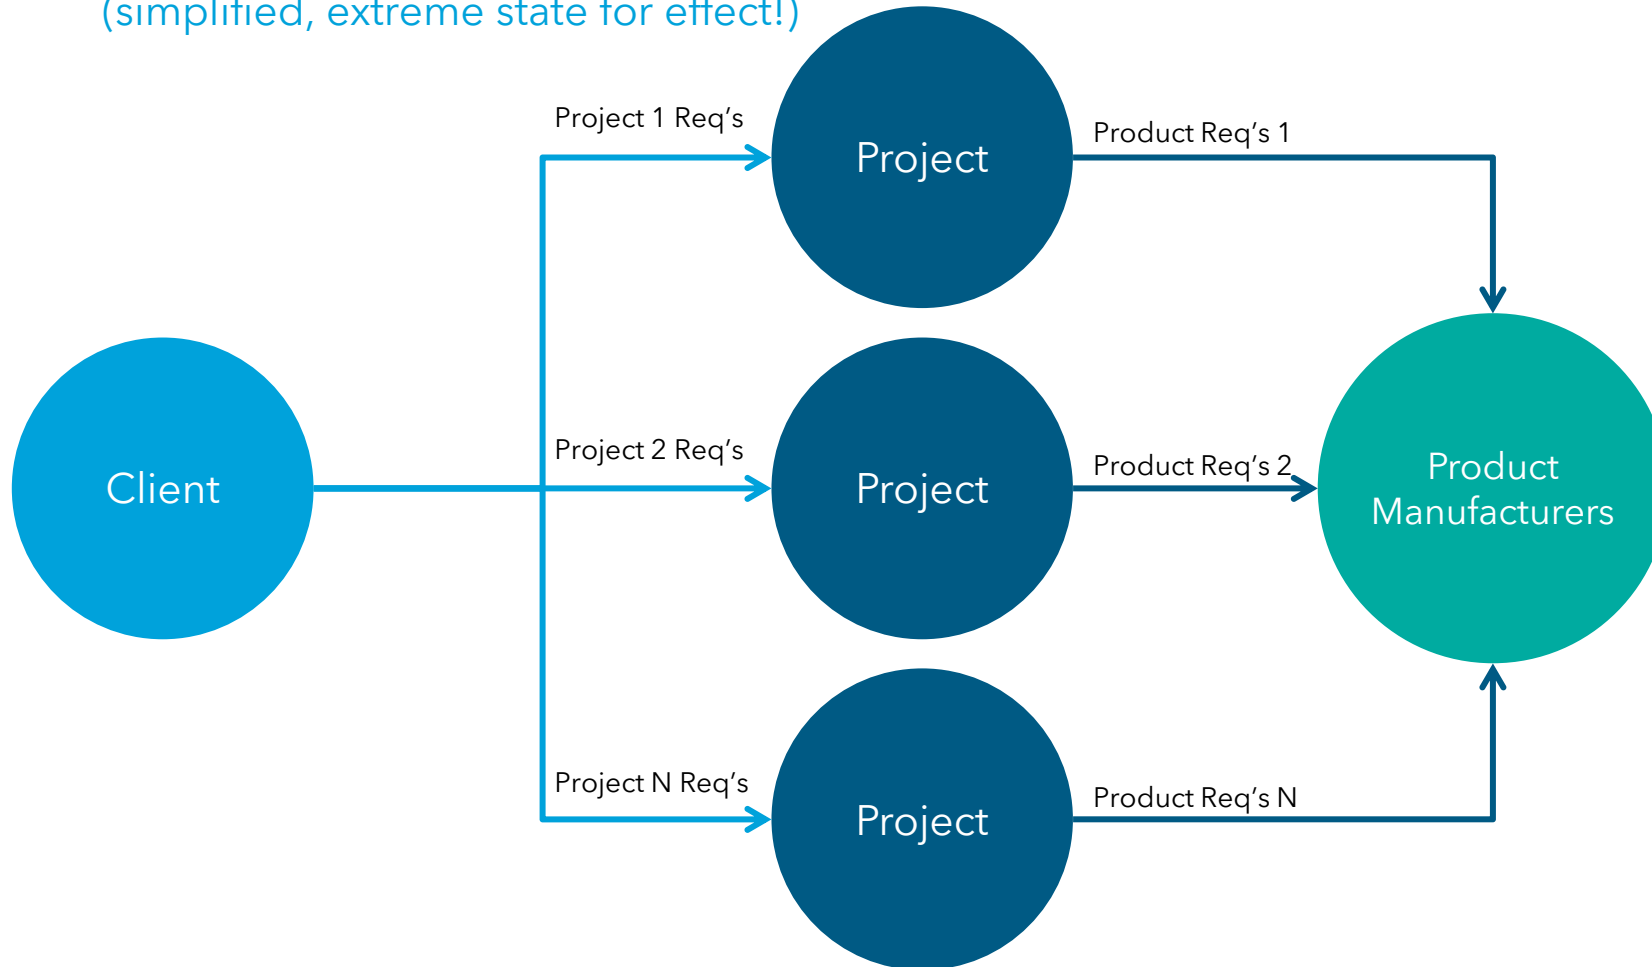 (simplified, extreme state for effect!)
Project 1 Req's
Project
Product Req's 1
Client
Project 2 Req's
Project
Product Req's 2
Product
Manufacturers
Project N Req's
Project
Product Req's N